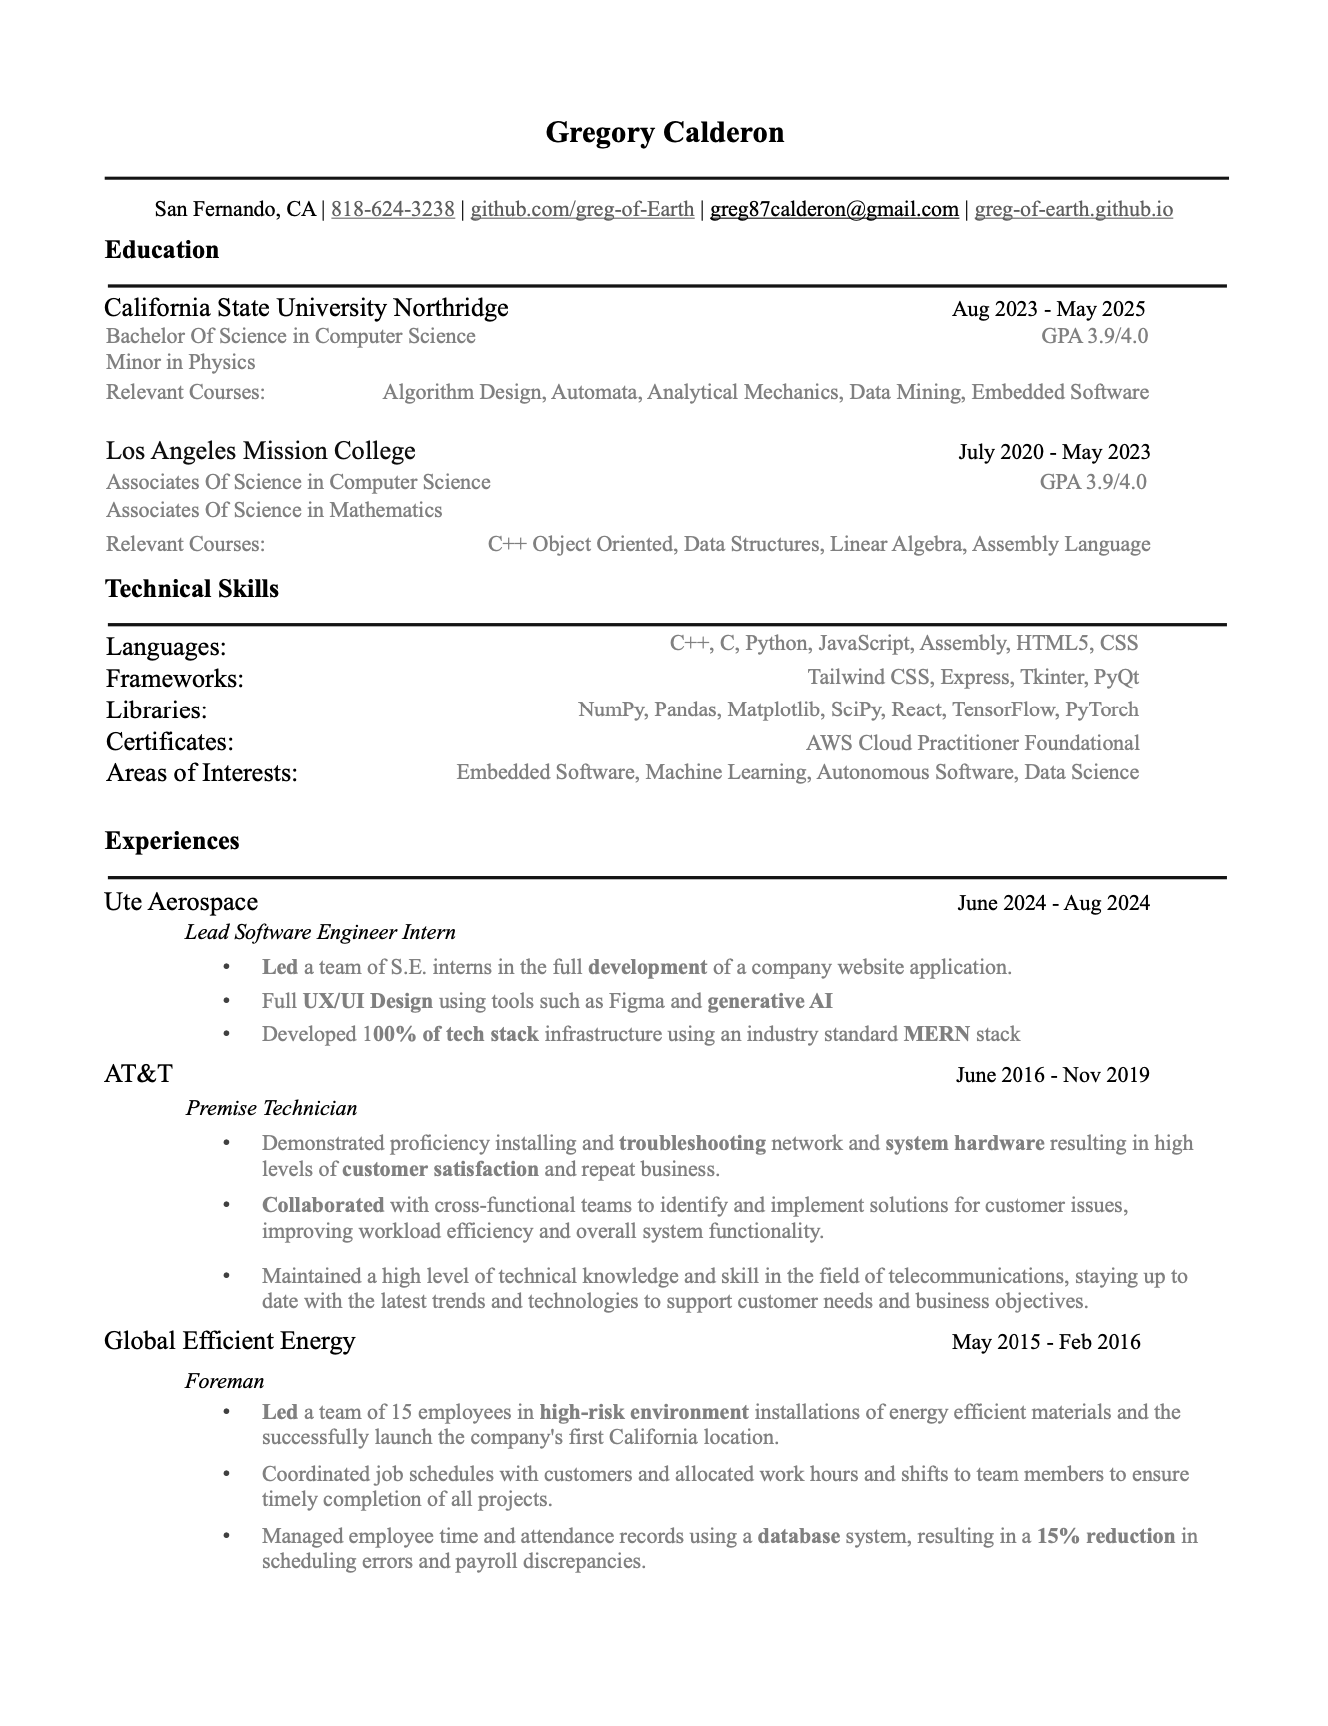 Gregory Calderon
San Fernando, CA | 818-624-3238 | github.com/greg-of-Earth | greg87calderon@gmail.com | greg-of-earth.github.io
Education
California State University Northridge Aug 2023 - May 2025
Bachelor Of Science in Computer Science GPA 3.9/4.0
Minor in Physics
Relevant Courses: Algorithm Design, Automata, Analytical Mechanics, Data Mining, Embedded Software
Los Angeles Mission College July 2020 - May 2023
Associates Of Science in Computer Science GPA 3.9/4.0
Associates Of Science in Mathematics
Relevant Courses: C++ Object Oriented, Data Structures, Linear Algebra, Assembly Language
Technical Skills
Languages: C++, C, Python, JavaScript, Assembly, HTML5, CSS
Frameworks: Tailwind CSS, Express, Tkinter, PyQt
Libraries: NumPy, Pandas, Matplotlib, SciPy, React, TensorFlow, PyTorch
Certificates: AWS Cloud Practitioner Foundational
Areas of Interests: Embedded Software, Machine Learning, Autonomous Software, Data Science
Experiences
Ute Aerospace June 2024 - Aug 2024
Lead Software Engineer Intern
• Led a team of S.E. interns in the full development of a company website application.
• Full UX/UI Design using tools such as Figma and generative AI
• Developed 100% of tech stack infrastructure using an industry standard MERN stack
AT&T June 2016 - Nov 2019
Premise Technician
• Demonstrated proficiency installing and troubleshooting network and system hardware resulting in high
levels of customer satisfaction and repeat business.
• Collaborated with cross-functional teams to identify and implement solutions for customer issues,
improving workload efficiency and overall system functionality.
• Maintained a high level of technical knowledge and skill in the field of telecommunications, staying up to
date with the latest trends and technologies to support customer needs and business objectives.
Global Efficient Energy May 2015 - Feb 2016
Foreman
• Led a team of 15 employees in high-risk environment installations of energy efficient materials and the
successfully launch the company's first California location.
• Coordinated job schedules with customers and allocated work hours and shifts to team members to ensure
timely completion of all projects.
• Managed employee time and attendance records using a database system, resulting in a 15% reduction in
scheduling errors and payroll discrepancies.